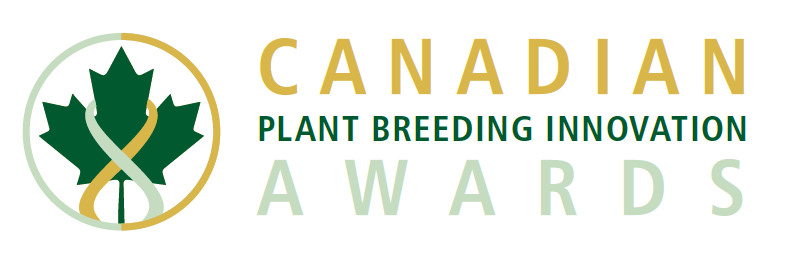 CANADIAN
PLANT BREEDING INNOVATION
AWARDS